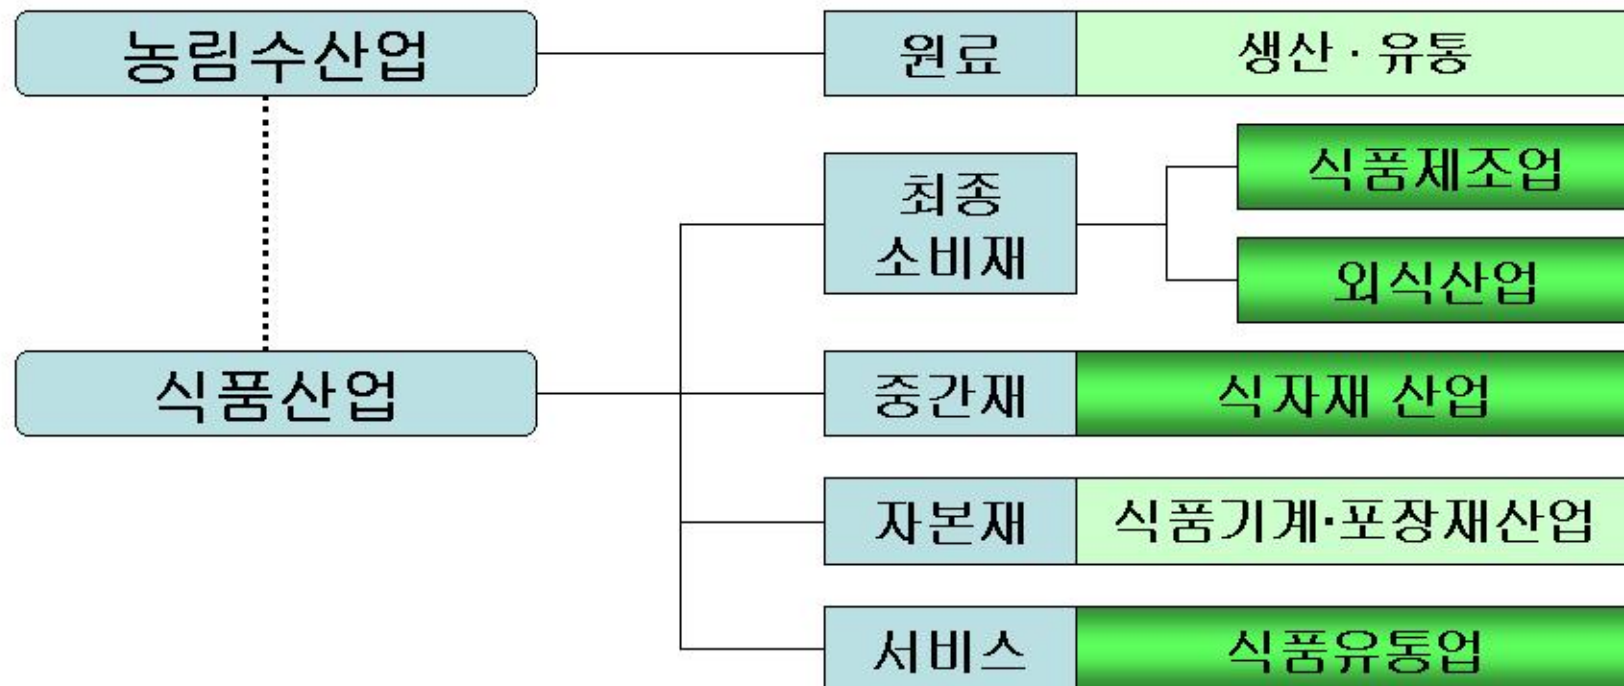 농림수산업
원료
생산 · 유통
최종
소비재
식품제조업
외식산업
식품산업
중간재
식자재 산업
자본재
식품기계·포장재산업
서비스
식품유통업